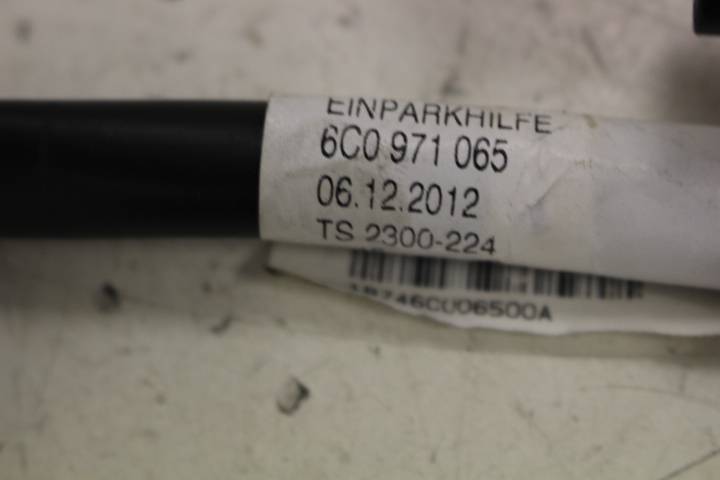 EINPARKHILFE
6C0 971 065
06.12.2012
TS 2300-224